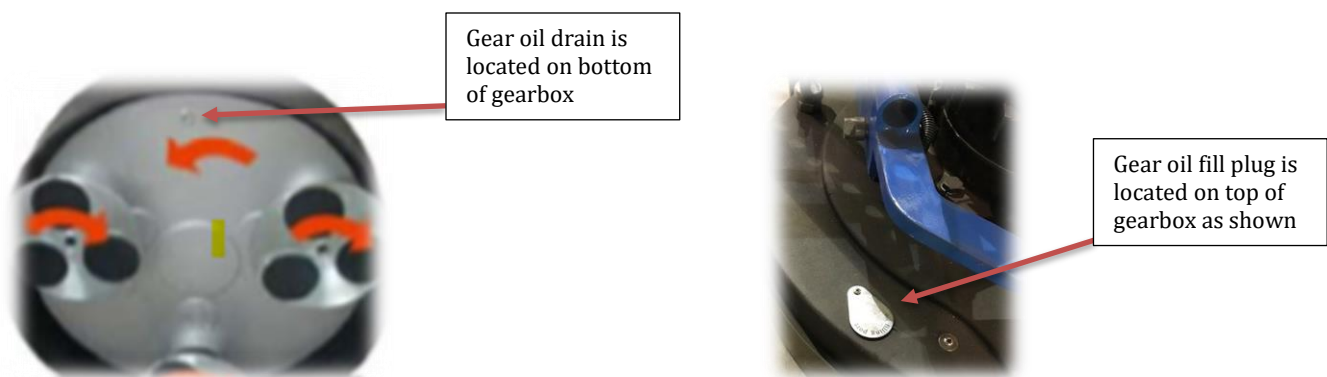 Gear oil drain is
located on bottom
of gearbox
Gear oil fill plug is
located on top of
gearbox as shown